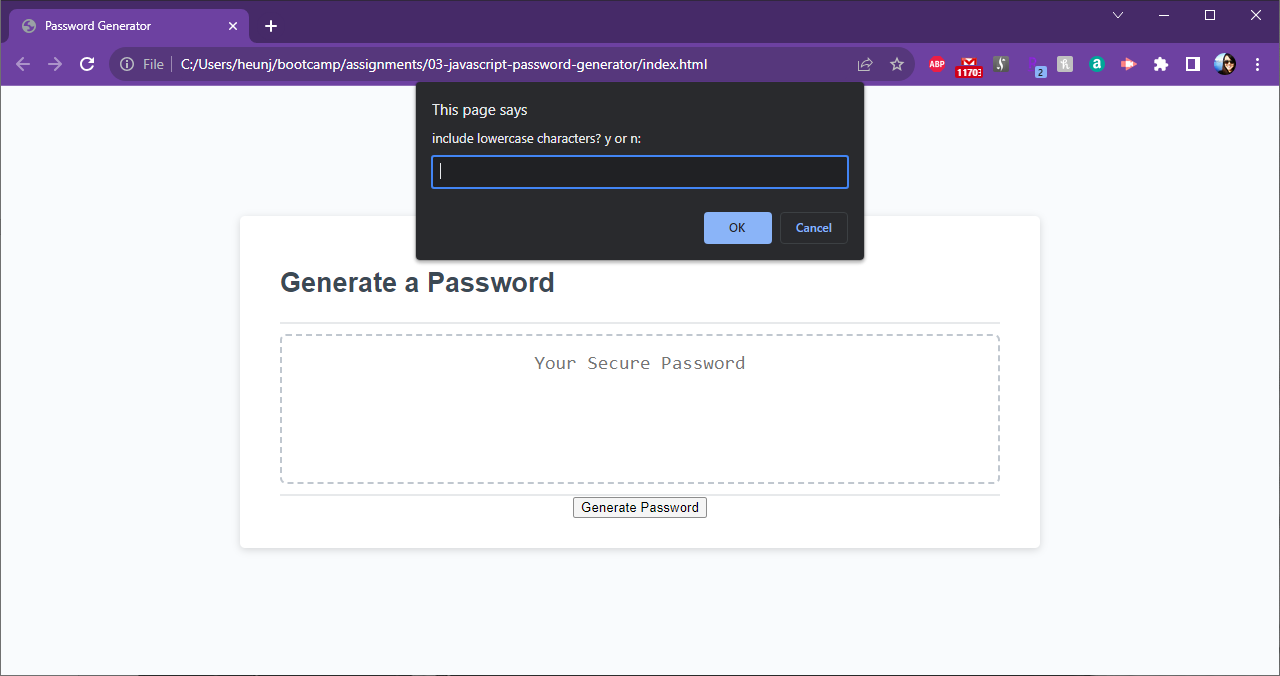 Password Generator
File C:/Users/heunj/bootcamp/assignments/03-javascript-password-generator/index.html
ABP
11703
2
a
This page says
include lowercase characters? y or n:
OK Cancel
Generate a Password
Your Secure Password
Generate Password